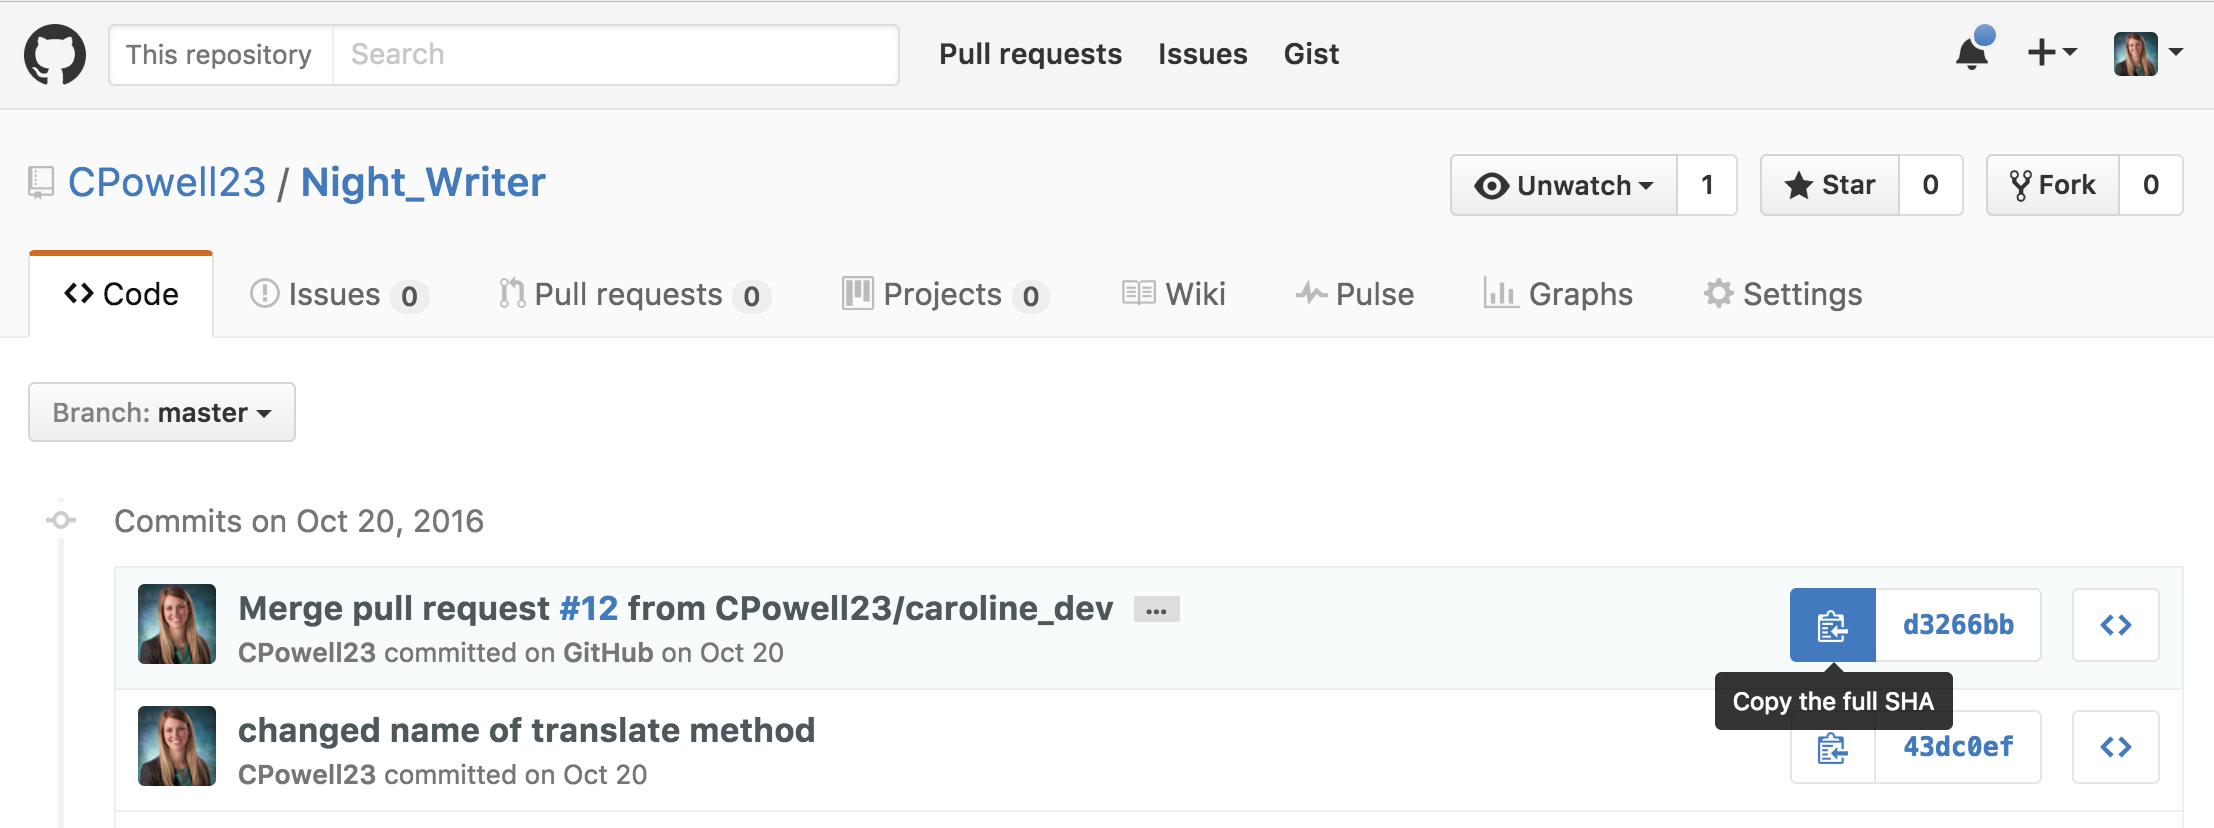 This repository Search Pull requests Issues Gist
CPowell23 / Night_Writer Unwatch 1 Star 0 Fork 0
Code Issues 0 Pull requests 0 Projects 0 Wiki Pulse Graphs Settings
Branch: master
Commits on Oct 20, 2016
Merge pull request #12 from CPowell23/caroline_dev …
CPowell23 committed on GitHub on Oct 20
d3266bb
Copy the full SHA
changed name of translate method
CPowell23 committed on Oct 20
43dc0ef